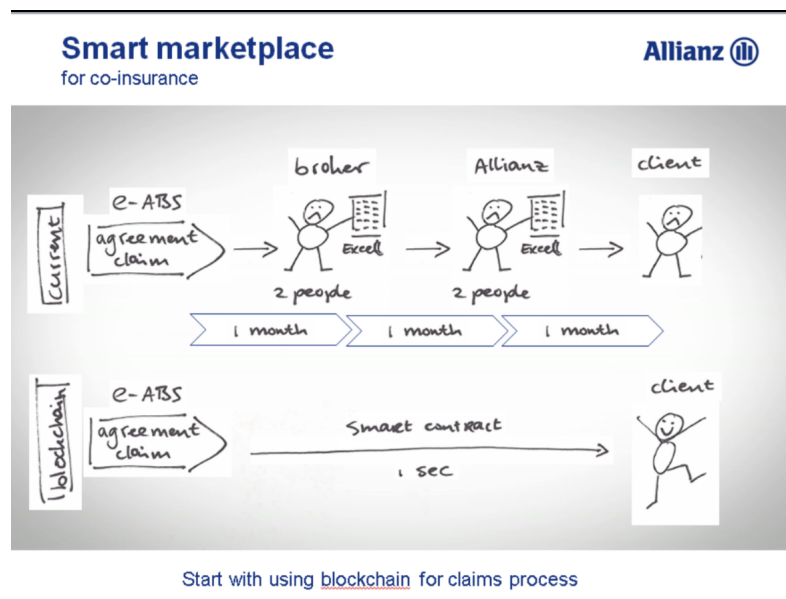 Smart marketplace
for co-insurance
Allianz
broker
Allianz
client
current
e-ABS
agreement
claim
Excell
Excell
2 people
2 people
1 month
1 month
1 month
blockchain
e-ABS
agreement
claim
Smart contract
1 sec
client
Start with using blockchain for claims process